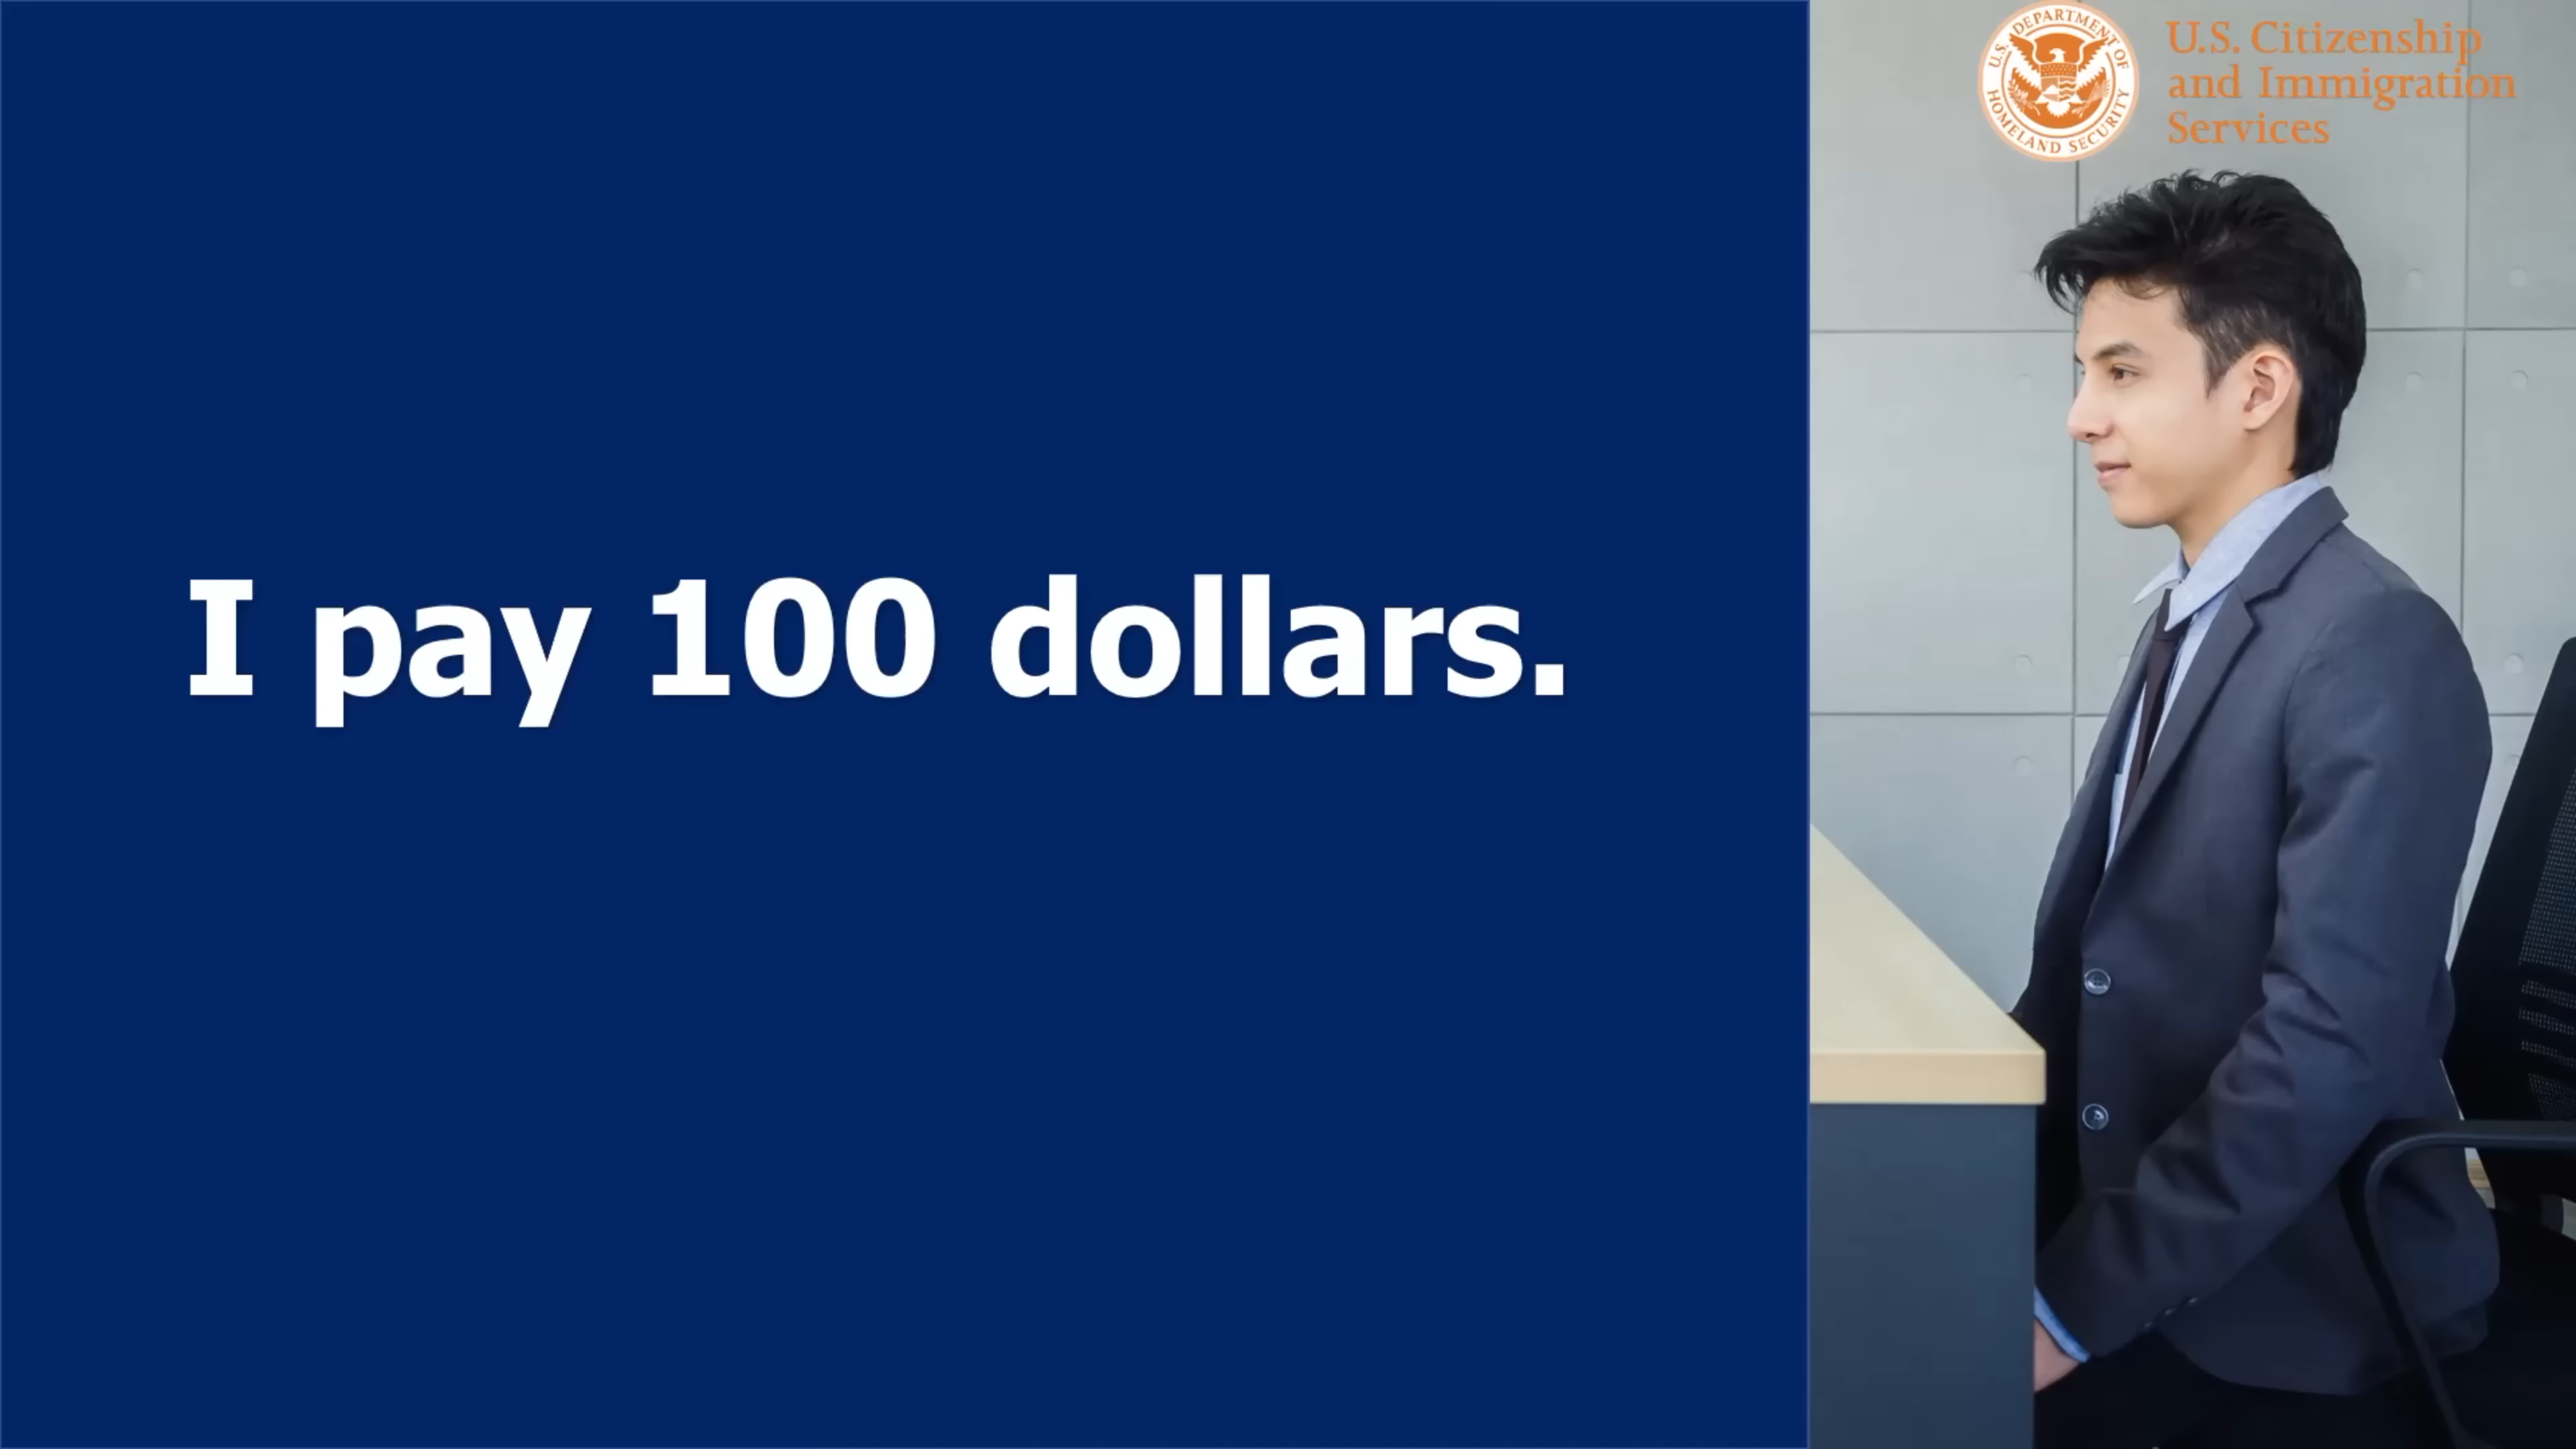 I pay 100 dollars.
U.S. DEPARTMENT OF HOMELAND SECURITY
U.S. Citizenship
and Immigration
Services